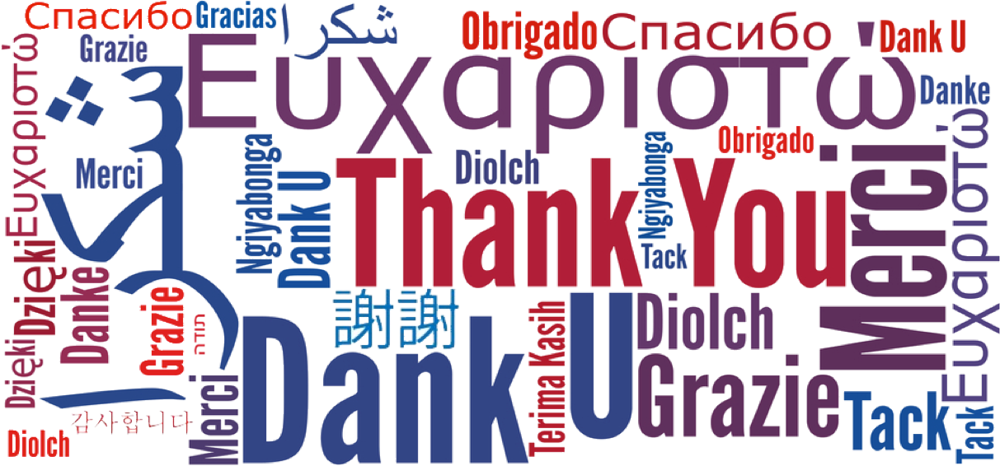 Спасибо
Gracias
شكرا
Obrigado
Спасибо
Dank U
Grazie
Ευχαριστώ
Ευχαριστώ
شكرا
Danke
Merci
Ngiyabonga
Dank U
Diolch
Ngiyabonga
Obrigado
Merci
Ευχαριστώ
Thank You
Tack
Dzięki
Danke
Grazie
תודה
謝謝
Dank U
Terima Kasih
Diolch
Grazie
Dzięki
감사합니다
Merci
Diolch
Tack
Tack